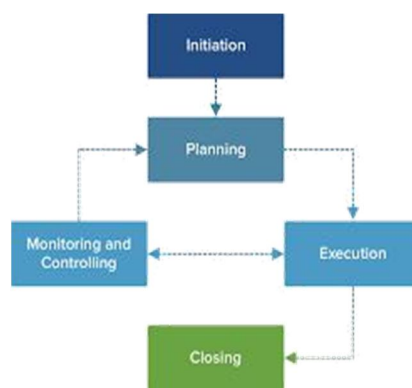 Initiation
Planning
Monitoring and
Controlling
Execution
Closing